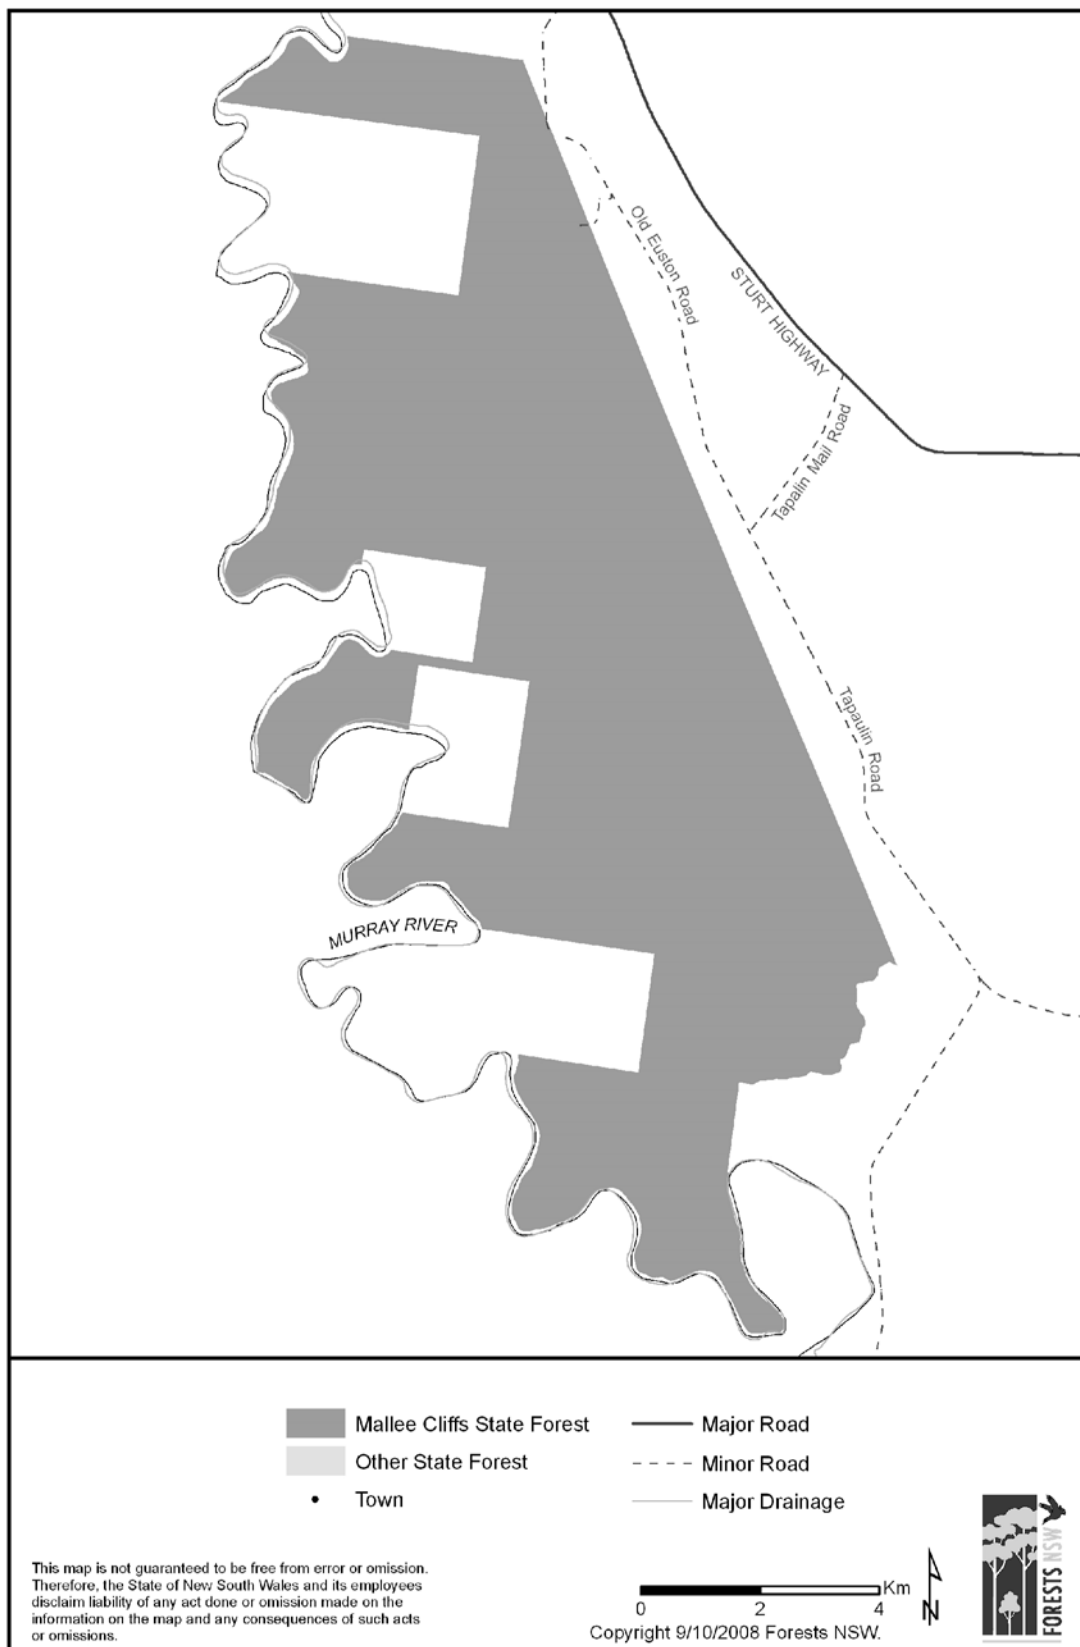 Old Euston Road
STURT HIGHWAY
Tapalin Mail Road
Tapaulin Road
MURRAY RIVER
Mallee Cliffs State Forest
Other State Forest
Town
Major Road
Minor Road
Major Drainage
This map is not guaranteed to be free from error or omission.
Therefore, the State of New South Wales and its employees
disclaim liability of any act done or omission made on the
information on the map and any consequences of such acts
or omissions.
Km
0 2 4
Copyright 9/10/2008 Forests NSW.
N
FORESTS NSW